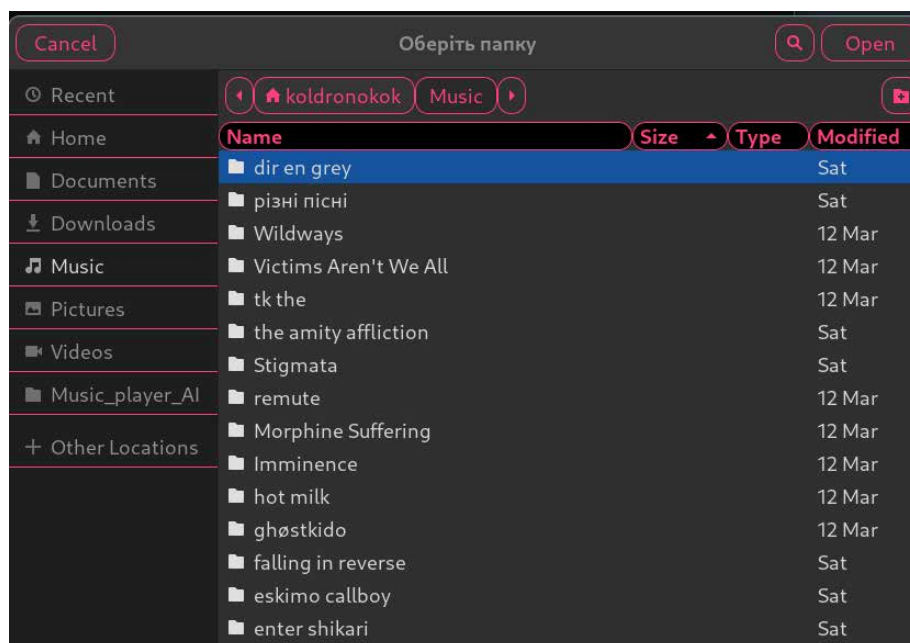 Cancel
Оберіть папку
Open
Recent
Home
Documents
Downloads
Music
Pictures
Videos
Music_player_AI
Other Locations
koldronokok Music
Name Size Type Modified
dir en grey Sat
різні пісні Sat
Wildways 12 Mar
Victims Aren't We All 12 Mar
tk the 12 Mar
the amity affliction Sat
Stigmata Sat
remute 12 Mar
Morphine Suffering 12 Mar
Imminence 12 Mar
hot milk 12 Mar
ghøstkido 12 Mar
falling in reverse Sat
eskimo callboy Sat
enter shikari Sat